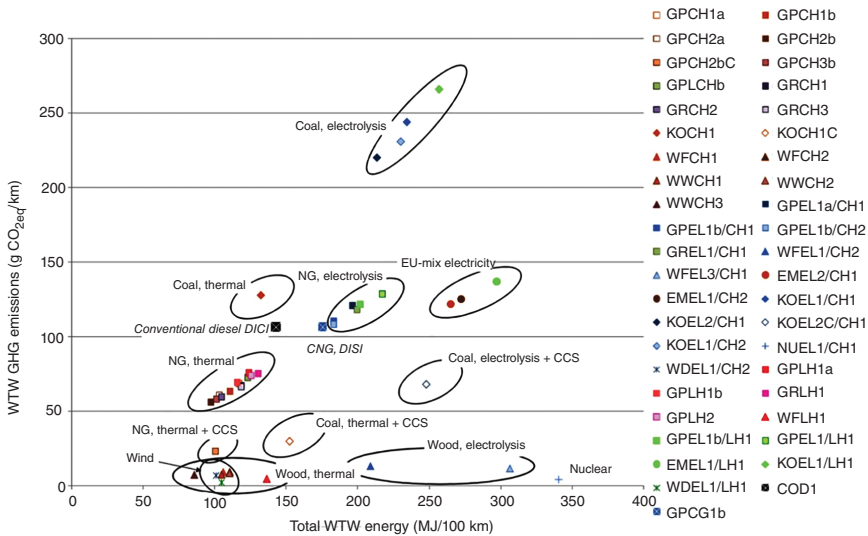 GPCH1a GPCH1b
GPCH2a GPCH2b
GPCH2bC GPCH3b
GPLCHb GRCH1
GRCH2 GRCH3
KOCH1 KOCH1C
WFCH1 WFCH2
WWCH1 WWCH2
WWCH3 GPEL1a/CH1
GPEL1b/CH1 GPEL1b/CH2
GREL1/CH1 WFEL1/CH2
WFEL3/CH1 EMEL2/CH1
EMEL1/CH2 KOEL1/CH1
KOEL2/CH1 KOEL2C/CH1
KOEL1/CH2 NUEL1/CH1
WDEL1/CH2 GPLH1a
GPLH1b GRLH1
GPLH2 WFLH1
GPEL1b/LH1 GPEL1/LH1
EMEL1/LH1 KOEL1/LH1
WDEL1/LH1 COD1
GPCG1b
WTW GHG emissions (g CO2eq/km)
300
250
200
150
100
50
0
Coal, electrolysis
EU-mix electricity
NG, electrolysis
Coal, thermal
Conventional diesel DICI
CNG, DISI
NG, thermal
Coal, electrolysis + CCS
Coal, thermal + CCS
NG, thermal + CCS
Wood, electrolysis
Wind
Wood, thermal
Nuclear
0 50 100 150 200 250 300 350 400
Total WTW energy (MJ/100 km)